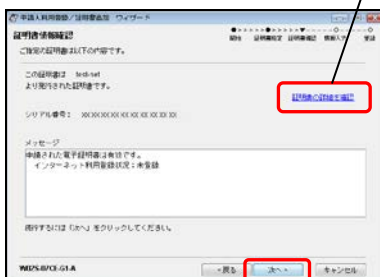 申請人利用登録/証明書追加 ウィザード
証明書情報確認
ご指定の証明書は以下の内容です。
この証明書は test-net
より発行された証明書です。
証明書の詳細を確認
シリアル番号:
メッセージ
申請された電子証明書は有効です。
インターネット利用登録状況:未登録
続行するには「次へ」をクリックしてください。
<戻る
次へ >
キャンセル